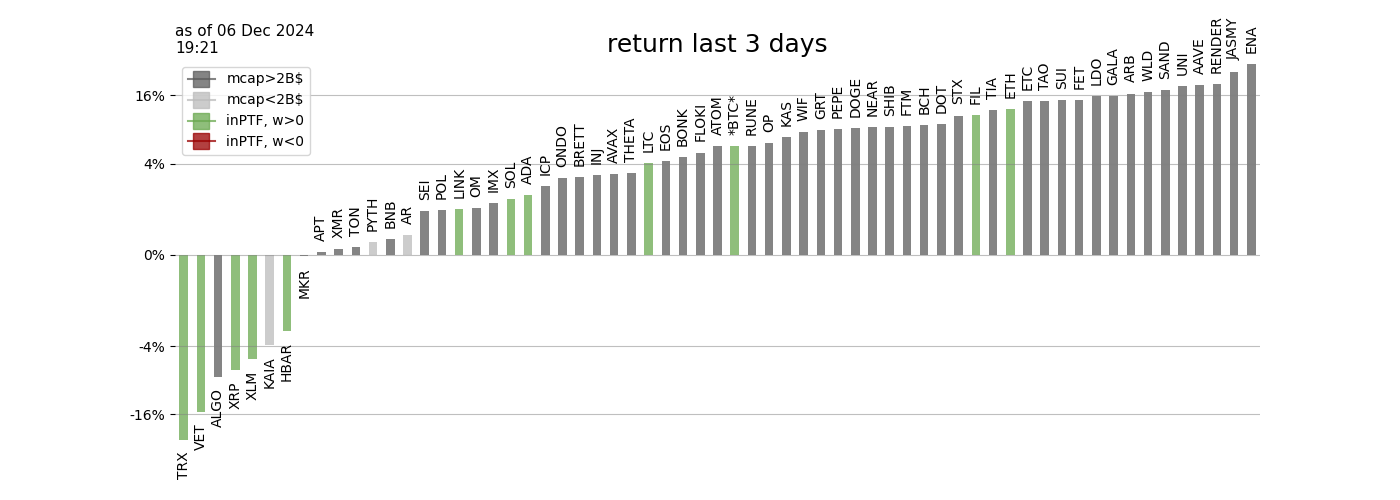 as of 06 Dec 2024
19:21
return last 3 days
mcap>2B$
mcap<2B$
inPTF, w>0
inPTF, w<0
16%
4%
0%
-4%
-16%
TRX
VET
ALGO
XRP
XLM
KAIA
HBAR
MKR
APT
XMR
TON
PYTH
BNB
AR
SEI
POL
LINK
OM
IMX
SOL
ADA
ICP
ONDO
BRETT
INJ
AVAX
THETA
LTC
EOS
BONK
FLOKI
ATOM
*BTC*
RUNE
OP
KAS
WIF
GRT
PEPE
DOGE
NEAR
SHIB
FTM
BCH
DOT
STX
FIL
TIA
ETH
ETC
TAO
SUI
FET
LDO
GALA
ARB
WLD
SAND
UNI
AAVE
RENDER
JASMY
ENA